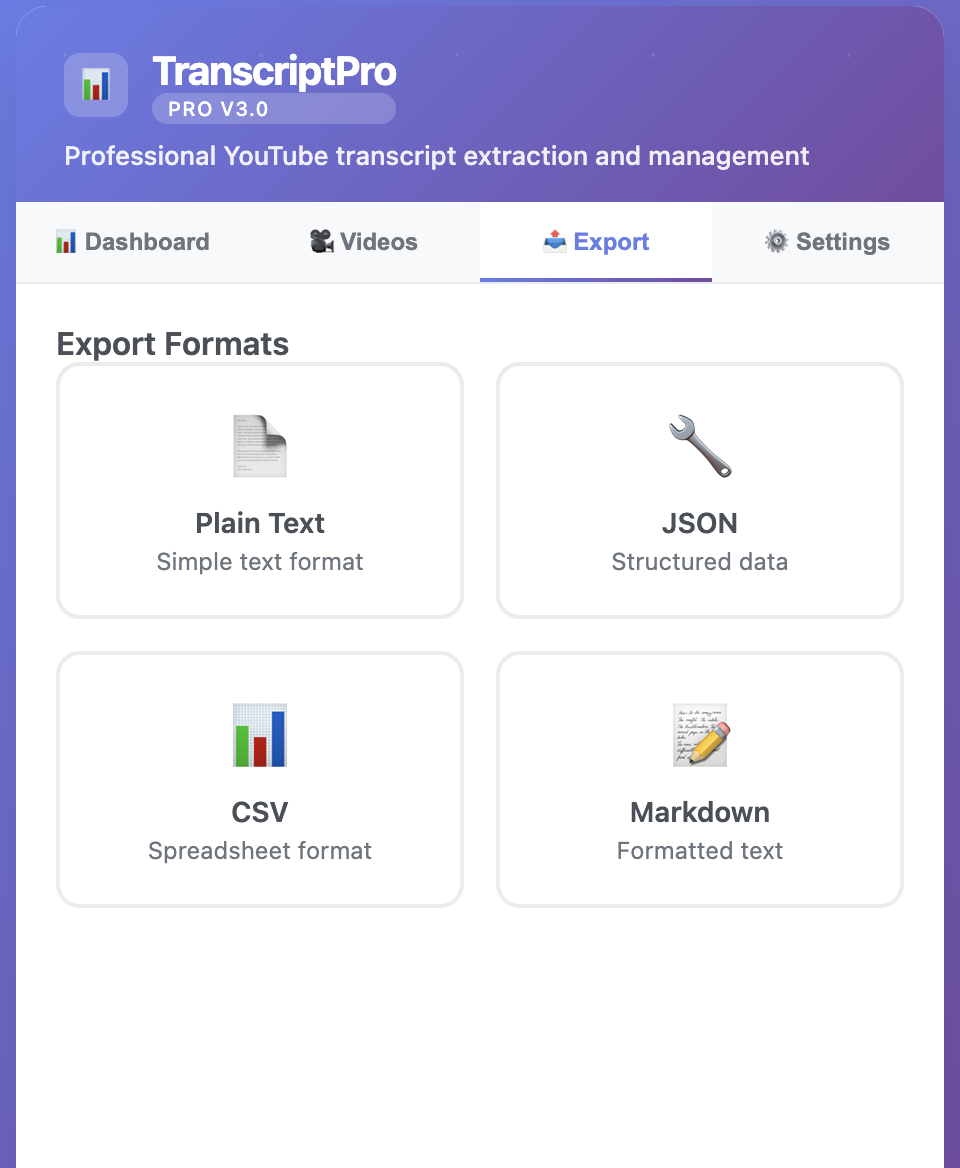 TranscriptPro
PRO V3.0
Professional YouTube transcript extraction and management
Dashboard Videos Export Settings
Export Formats
Plain Text JSON
Simple text format Structured data
CSV Markdown
Spreadsheet format Formatted text